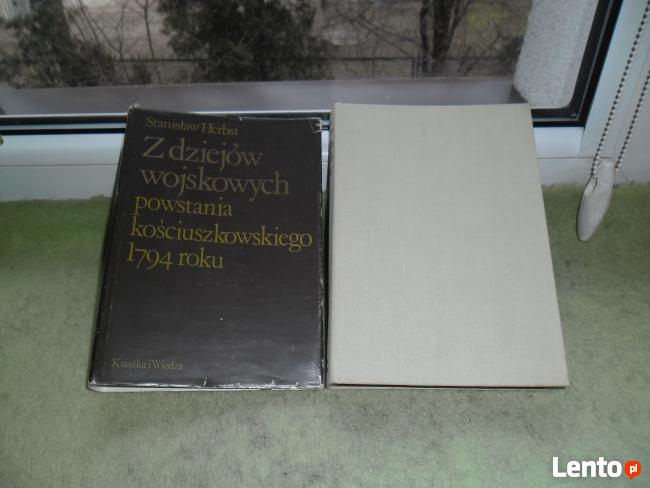 Stanisław Herbst
Z dziejów
wojskowych
powstania
kościuszkowskiego
1794 roku
Książka i Wiedza
Lento.pl